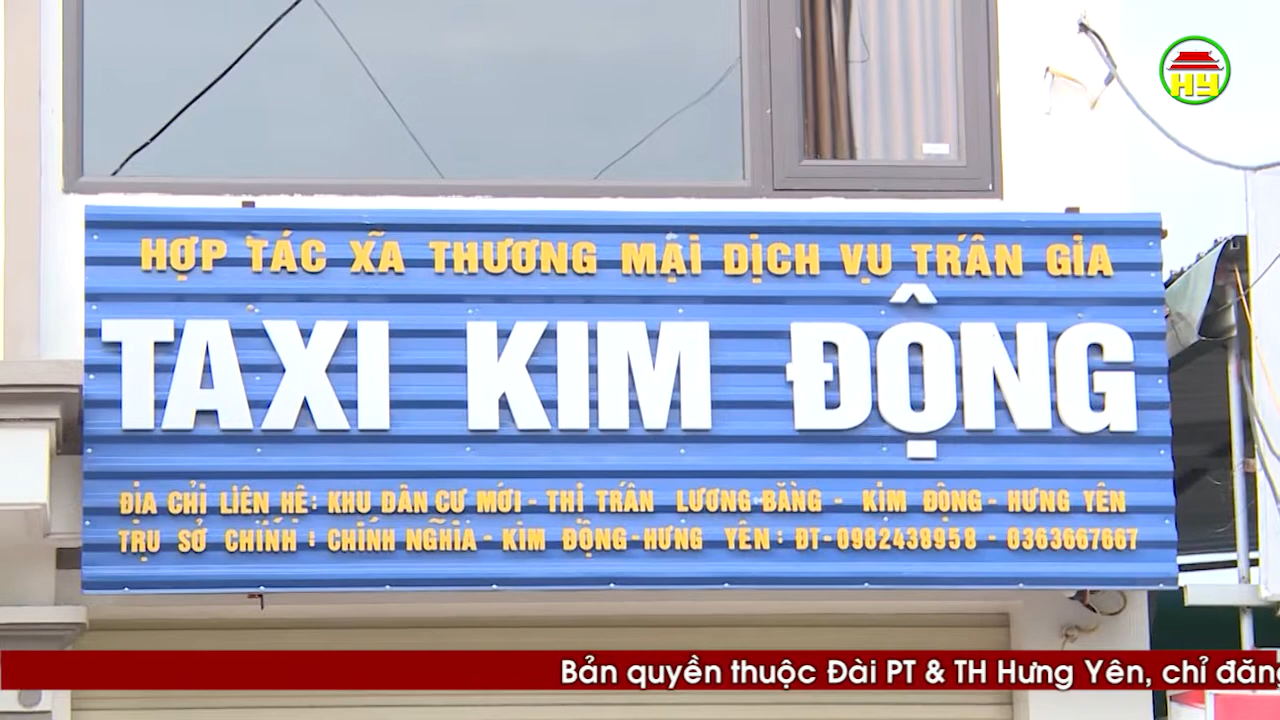 HY
HỢP TÁC XÃ THƯƠNG MẠI DỊCH VỤ TRẦN GIA
TAXI KIM ĐỘNG
ĐỊA CHỈ LIÊN HỆ: KHU DÂN CƯ MỚI - THỊ TRẤN LƯƠNG BẰNG - KIM ĐỘNG - HƯNG YÊN
TRỤ SỞ CHÍNH : CHÍNH NGHĨA - KIM ĐỘNG - HƯNG YÊN : ĐT - 0982438958 - 0363667667
Bản quyền thuộc Đài PT & TH Hưng Yên, chỉ đăng